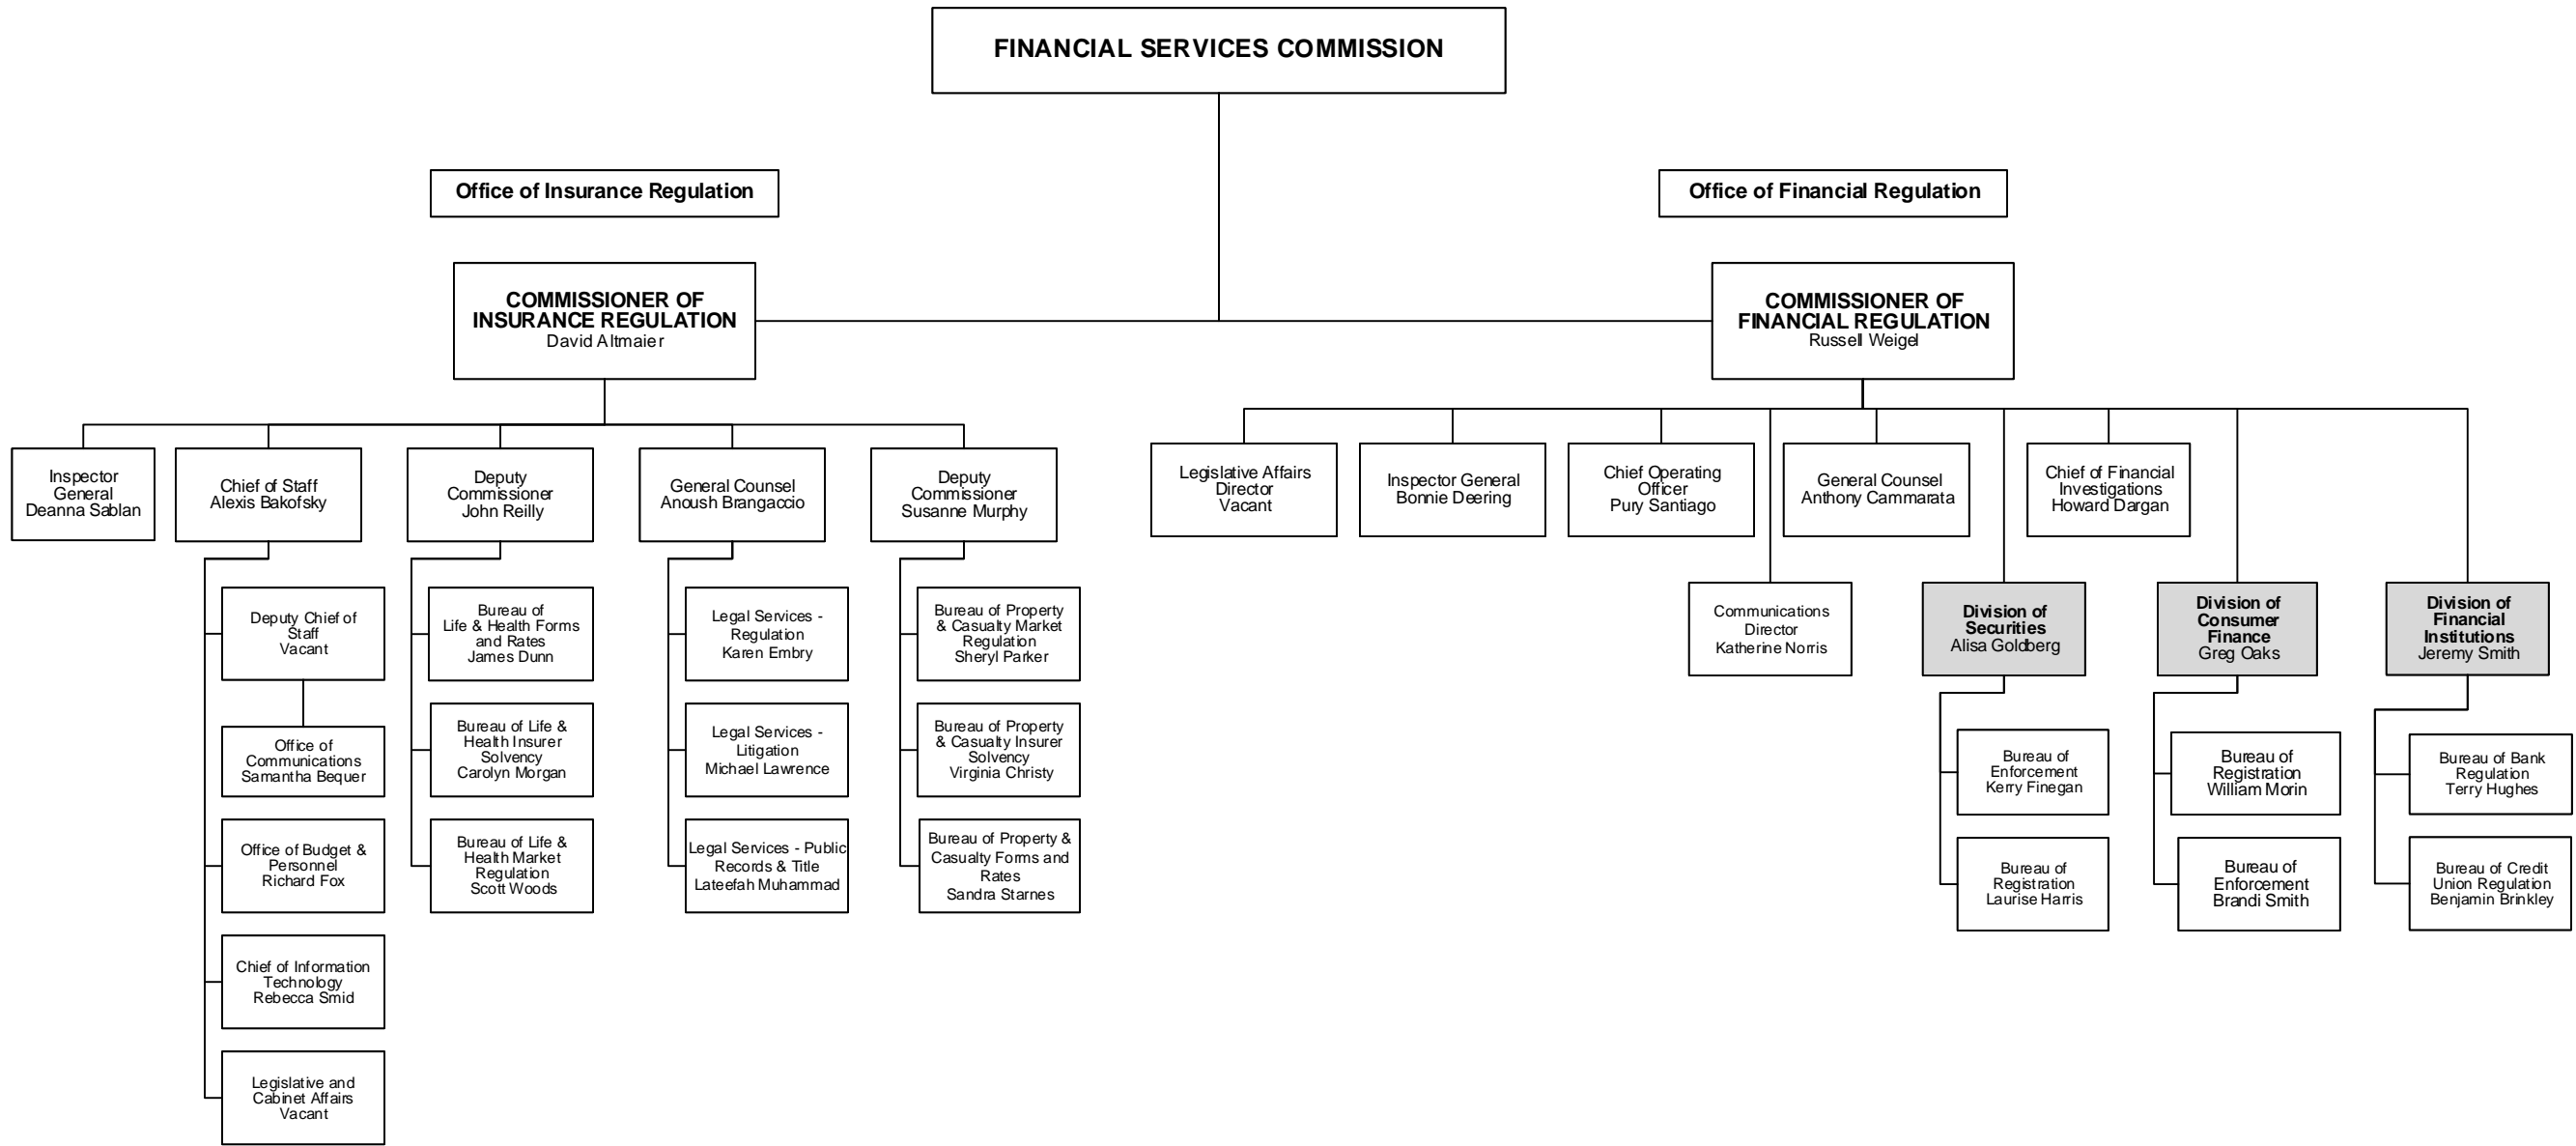 FINANCIAL SERVICES COMMISSION
Office of Insurance Regulation
Office of Financial Regulation
COMMISSIONER OF
INSURANCE REGULATION
David Altmaier
COMMISSIONER OF
FINANCIAL REGULATION
Russell Weigel
Inspector
General
Deanna Sablan
Chief of Staff
Alexis Bakofsky
Deputy
Commissioner
John Reilly
General Counsel
Anoush Brangaccio
Deputy
Commissioner
Susanne Murphy
Legislative Affairs
Director
Vacant
Inspector General
Bonnie Deering
Chief Operating
Officer
Pury Santiago
General Counsel
Anthony Cammarata
Chief of Financial
Investigations
Howard Dargan
Deputy Chief of
Staff
Vacant
Office of
Communications
Samantha Bequer
Office of Budget &
Personnel
Richard Fox
Chief of Information
Technology
Rebecca Smid
Legislative and
Cabinet Affairs
Vacant
Bureau of
Life & Health Forms
and Rates
James Dunn
Bureau of Life &
Health Insurer
Solvency
Carolyn Morgan
Bureau of Life &
Health Market
Regulation
Scott Woods
Legal Services -
Regulation
Karen Embry
Legal Services -
Litigation
Michael Lawrence
Legal Services - Public
Records & Title
Lateefah Muhammad
Bureau of Property
& Casualty Market
Regulation
Sheryl Parker
Bureau of Property
& Casualty Insurer
Solvency
Virginia Christy
Bureau of Property &
Casualty Forms and
Rates
Sandra Starnes
Communications
Director
Katherine Norris
Division of
Securities
Alisa Goldberg
Division of
Consumer
Finance
Greg Oaks
Division of
Financial
Institutions
Jeremy Smith
Bureau of
Enforcement
Kerry Finegan
Bureau of
Registration
Laurise Harris
Bureau of
Registration
William Morin
Bureau of
Enforcement
Brandi Smith
Bureau of Bank
Regulation
Terry Hughes
Bureau of Credit
Union Regulation
Benjamin Brinkley